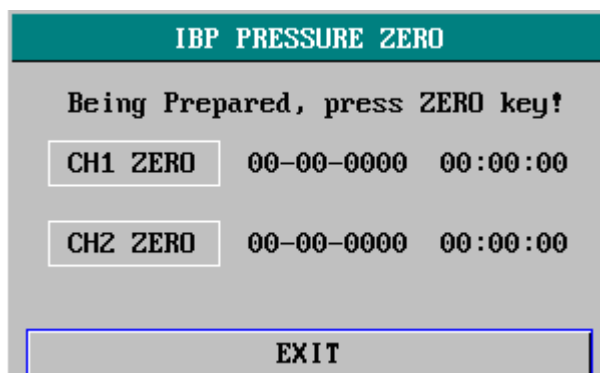 IBP PRESSURE ZERO
Being Prepared, press ZERO key!
CH1 ZERO 00-00-0000 00:00:00
CH2 ZERO 00-00-0000 00:00:00
EXIT